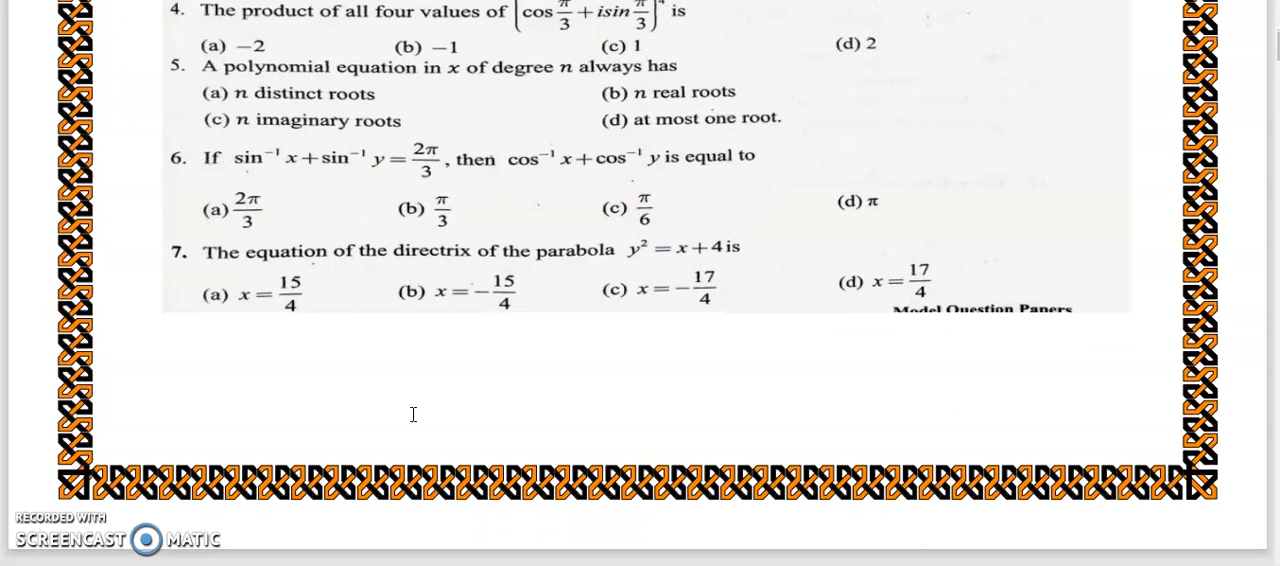 4. The product of all four values of [cos π/3 + isin π/3] is
(a) −2 (b) −1 (c) 1 (d) 2
5. A polynomial equation in x of degree n always has
(a) n distinct roots (b) n real roots
(c) n imaginary roots (d) at most one root.
6. If sin⁻¹ x + sin⁻¹ y = 2π/3, then cos⁻¹ x + cos⁻¹ y is equal to
(a) 2π/3 (b) π/3 (c) π/6 (d) π
7. The equation of the directrix of the parabola y² = x + 4 is
(a) x = 15/4 (b) x = −15/4 (c) x = −17/4 (d) x = 17/4
Model Question Papers
RECORDED WITH
SCREENCAST MATIC